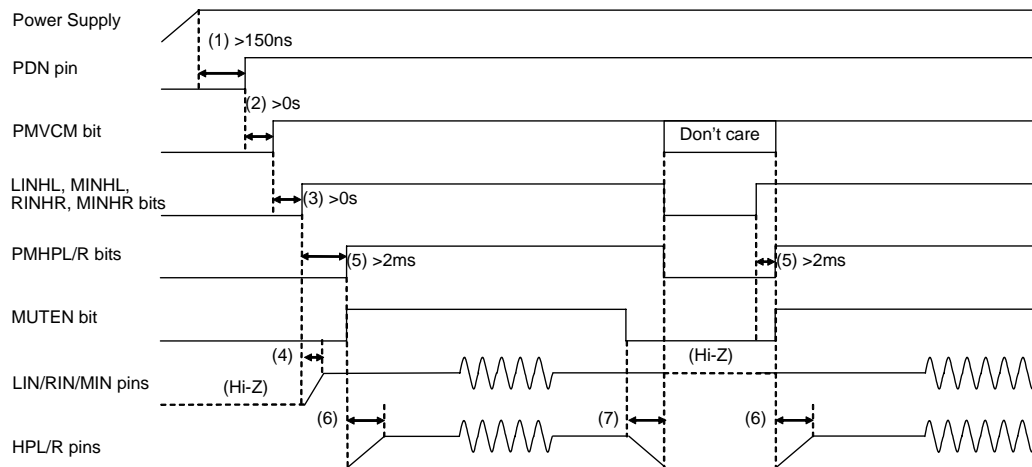 Power Supply
(1) >150ns
PDN pin
(2) >0s
PMVCM bit
Don't care
LINHL, MINHL,
RINHR, MINHR bits
(3) >0s
PMHPL/R bits
(5) >2ms
(5) >2ms
MUTEN bit
(4)
(Hi-Z)
LIN/RIN/MIN pins
(Hi-Z)
(6)
(7)
(6)
HPL/R pins